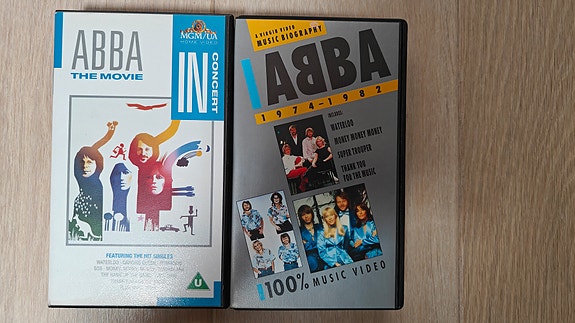 ABBA
THE MOVIE
MGM/UA
HOME VIDEO
IN
CONCERT
FEATURING THE HIT SINGLES
U
A VIRGIN VIDEO
MUSIC BIOGRAPHY
ABBA
1974-1982
INCLUDES:
WATERLOO
MONEY MONEY MONEY
SUPER TROUPER
THANK YOU
FOR THE MUSIC
100% MUSIC VIDEO